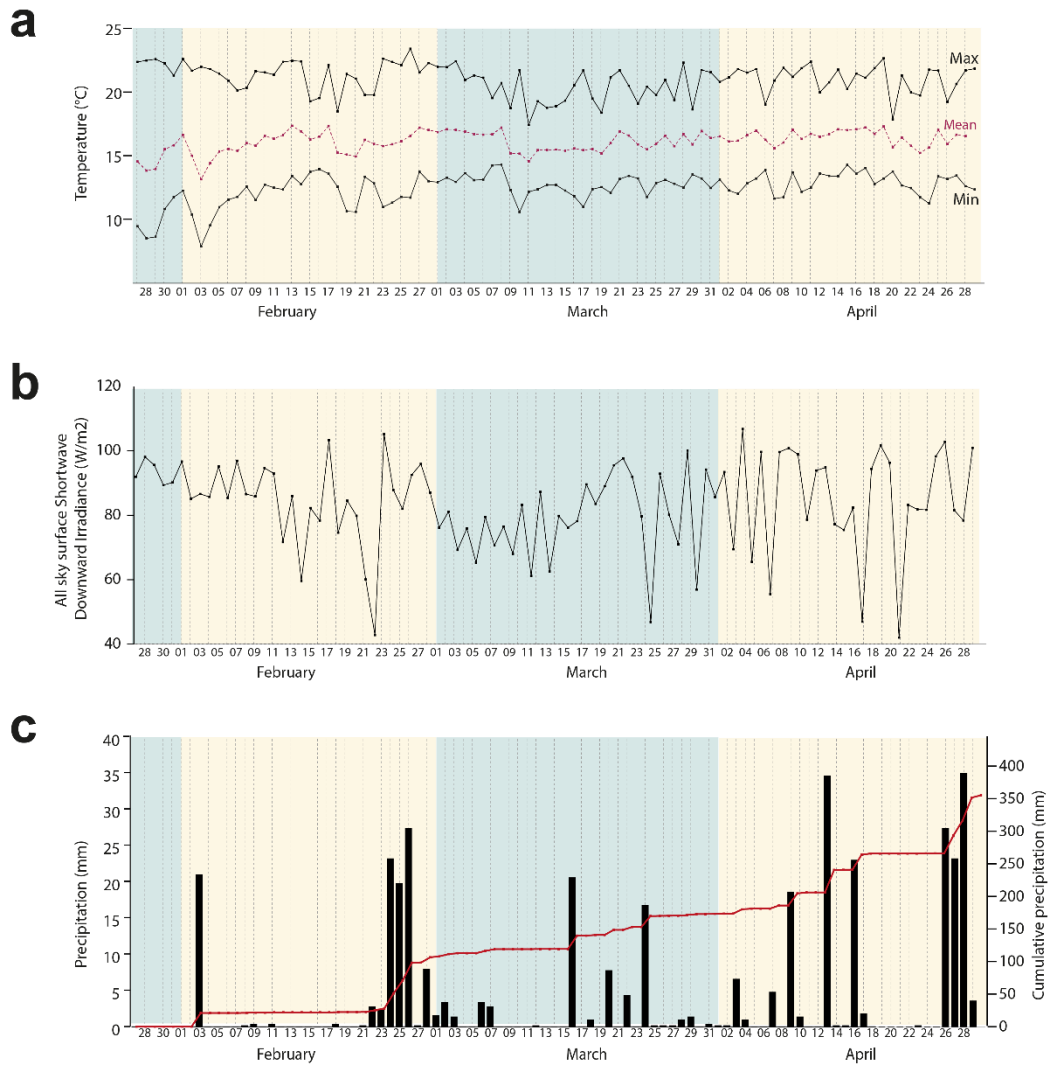 a
25
20
15
10
Temperature (°C)
Max
Mean
Min
28 30 01 03 05 07 09 11 13 15 17 19 21 23 25 27 01 03 05 07 09 11 13 15 17 19 21 23 25 27 29 31 02 04 06 07 10 12 14 16 18 20 22 24 26 28
February March April
b
120
100
80
60
40
All sky surface Shortwave
Downward Irradiance (W/m2)
28 30 01 03 05 07 09 11 13 15 17 19 21 23 25 27 01 03 05 07 09 11 13 15 17 19 21 23 25 27 29 31 02 04 06 07 10 12 14 16 18 20 22 24 26 28
February March April
c
40
35
30
25
20
15
10
5
0
Precipitation (mm)
400
350
300
250
200
150
100
50
0
Cumulative precipitation (mm)
28 30 01 03 05 07 09 11 13 15 17 19 21 23 25 27 01 03 05 07 09 11 13 15 17 19 21 23 25 27 29 31 02 04 06 07 10 12 14 16 18 20 22 24 26 28
February March April